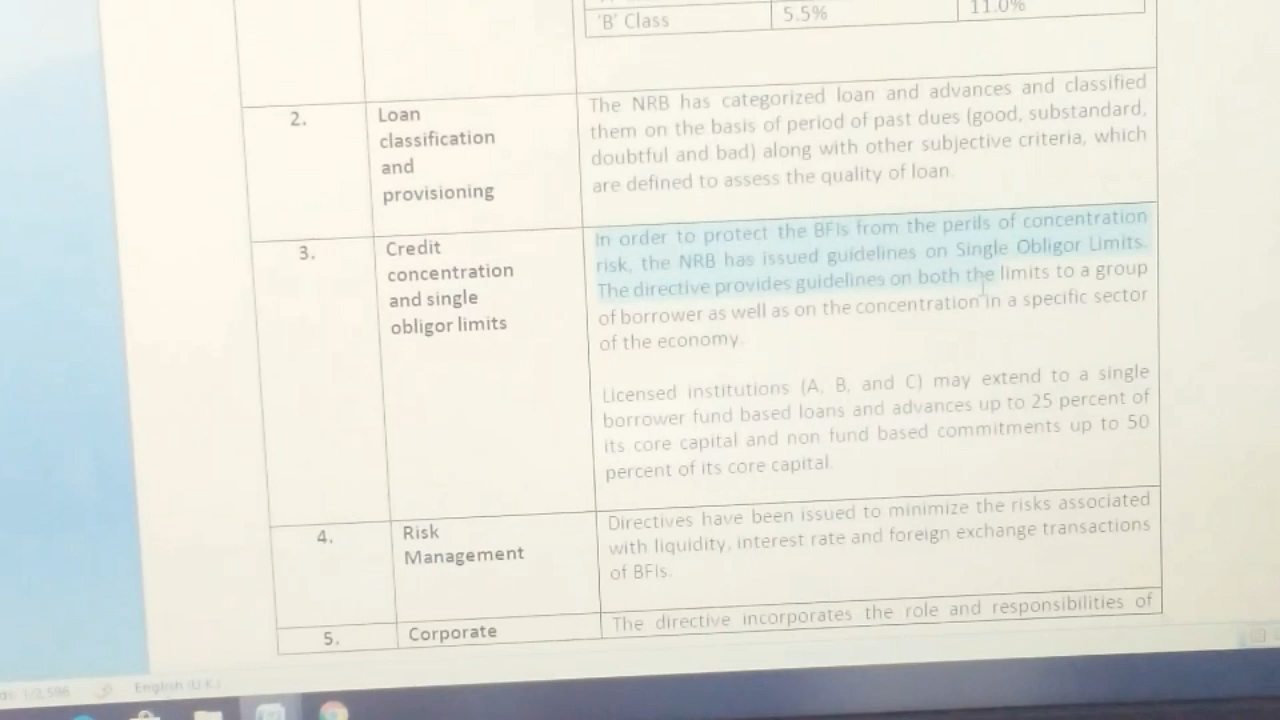 'B' Class 5.5% 11.0%
2. Loan classification and provisioning
The NRB has categorized loan and advances and classified
them on the basis of period of past dues (good, substandard,
doubtful and bad) along with other subjective criteria, which
are defined to assess the quality of loan.
3. Credit concentration and single obligor limits
In order to protect the BFIs from the perils of concentration
risk, the NRB has issued guidelines on Single Obligor Limits.
The directive provides guidelines on both the limits to a group
of borrower as well as on the concentration in a specific sector
of the economy.
Licensed institutions (A, B, and C) may extend to a single
borrower fund based loans and advances up to 25 percent of
its core capital and non fund based commitments up to 50
percent of its core capital.
4. Risk Management
Directives have been issued to minimize the risks associated
with liquidity, interest rate and foreign exchange transactions
of BFIs.
5. Corporate
The directive incorporates the role and responsibilities of
English (U.K.)